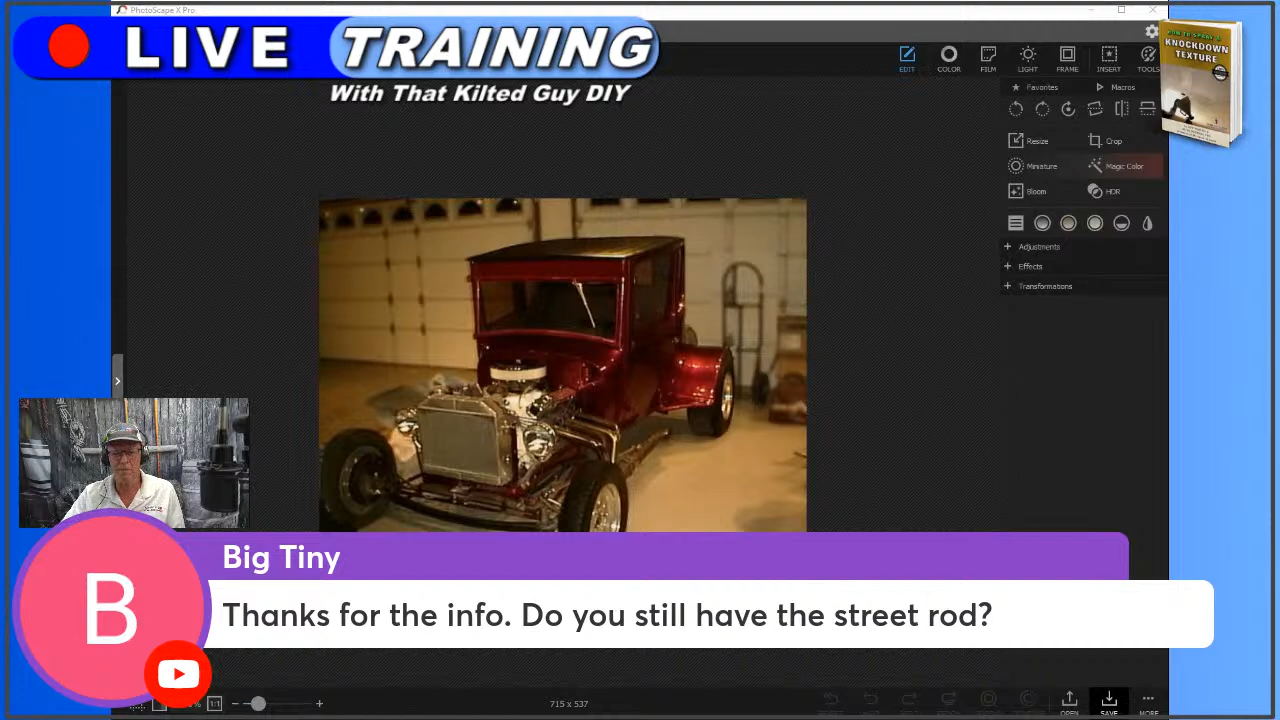 PhotoScape X Pro
LIVE TRAINING
With That Kilted Guy DIY
KNOCKDOWN
TEXTURE
EDIT COLOR FILM LIGHT FRAME INSERT TOOLS
Favorites Macros
Resize Crop
Miniature Magic Color
Bloom HDR
+ Adjustments
+ Effects
+ Transformations
Big Tiny
B
Thanks for the info. Do you still have the street rod?
1:1 715 x 537
OPEN SAVE MORE